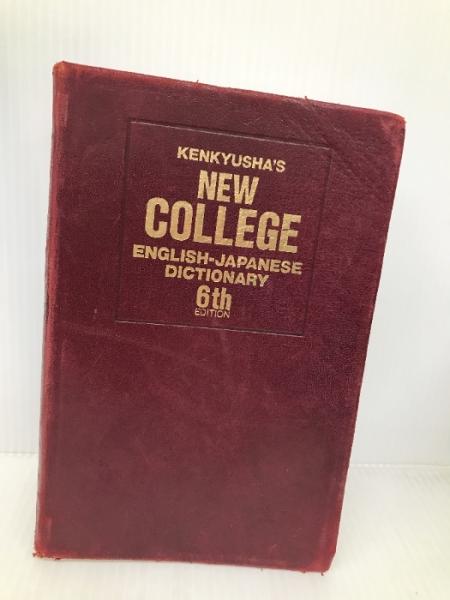 KENKYUSHA'S
NEW
COLLEGE
ENGLISH-JAPANESE
DICTIONARY
6th
EDITION